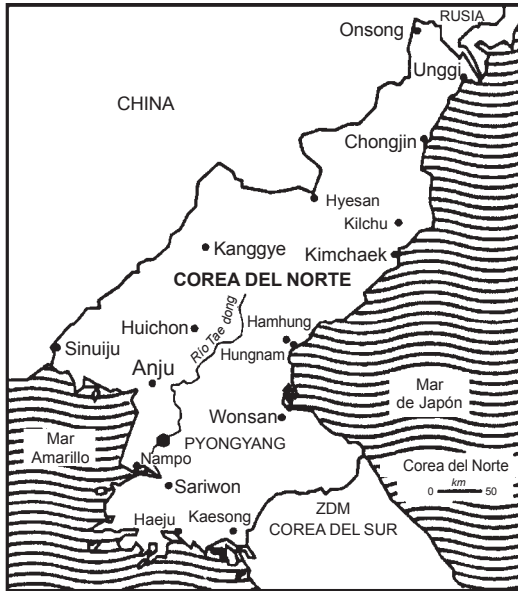 RUSIA
Onsong
Unggi
CHINA
Chongjin
Hyesan
Kilchu
Kanggye
Kimchaek
COREA DEL NORTE
Río Tae dong
Huichon
Hamhung
Sinuiju
Hungnam
Anju
Mar
de Japón
Wonsan
Mar
Amarillo
PYONGYANG
Nampo
Corea del Norte
km
0 50
Sariwon
ZDM
Haeju
Kaesong
COREA DEL SUR